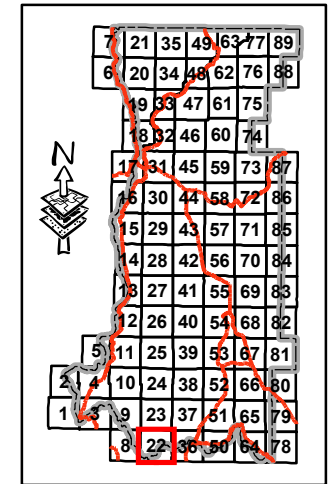 7 21 35 49 63 77 89
6 20 34 48 62 76 88
19 33 47 61 75
18 32 46 60 74
N
17 31 45 59 73 87
16 30 44 58 72 86
15 29 43 57 71 85
14 28 42 56 70 84
13 27 41 55 69 83
12 26 40 54 68 82
5 11 25 39 53 67 81
2 4 10 24 38 52 66 80
1 3 9 23 37 51 65 79
8 22 36 50 64 78